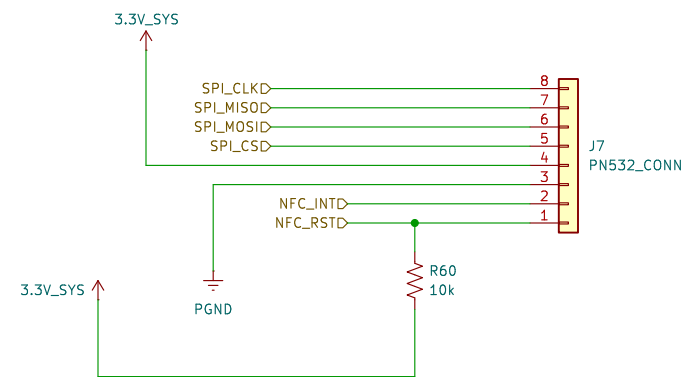 3.3V_SYS
SPI_CLK
8
SPI_MISO
7
SPI_MOSI
6
SPI_CS
5
J7
4
PN532_CONN
3
NFC_INT
2
NFC_RST
1
R60
3.3V_SYS
10k
PGND